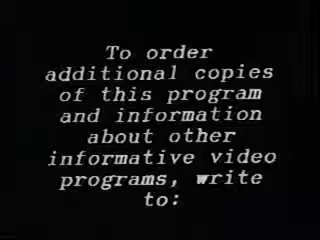 To order
additional copies
of this program
and information
about other
informative video
programs, write
to: